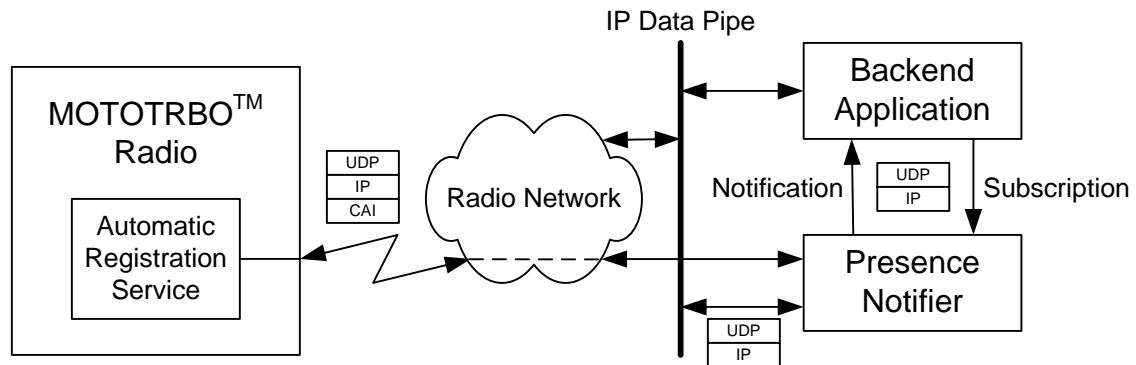 IP Data Pipe
MOTOTRBO™
Radio
Automatic
Registration
Service
UDP
IP
CAI
Radio Network
Backend
Application
Notification
UDP
IP
Subscription
Presence
Notifier
UDP
IP